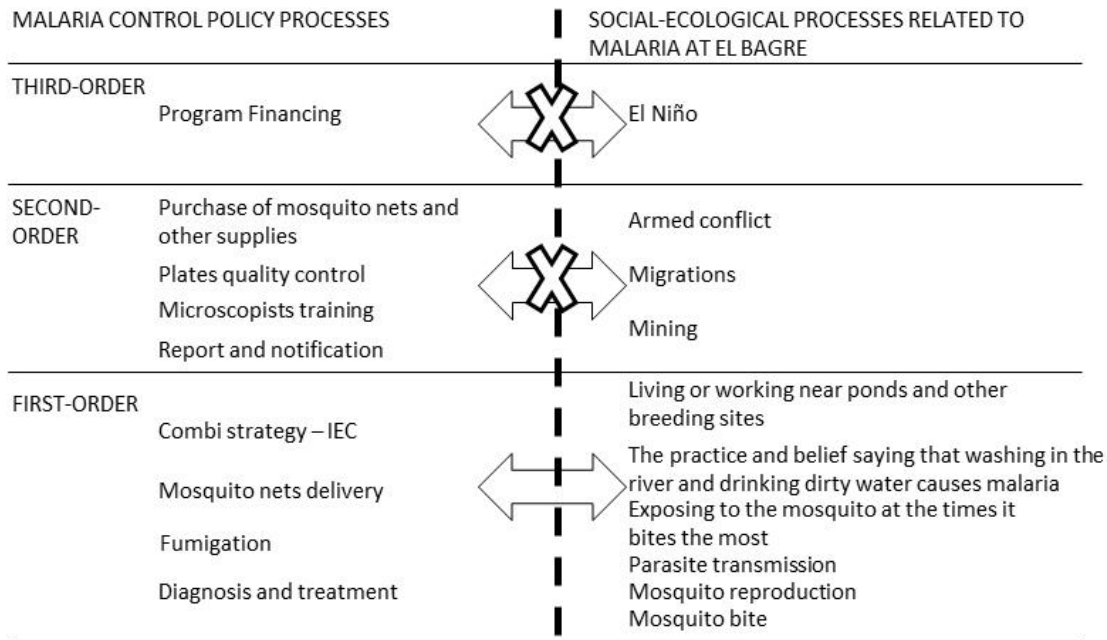 MALARIA CONTROL POLICY PROCESSES
SOCIAL-ECOLOGICAL PROCESSES RELATED TO
MALARIA AT EL BAGRE
THIRD-ORDER
Program Financing
El Niño
SECOND-
ORDER
Purchase of mosquito nets and
other supplies
Plates quality control
Microscopists training
Report and notification
Armed conflict
Migrations
Mining
FIRST-ORDER
Combi strategy – IEC
Mosquito nets delivery
Fumigation
Diagnosis and treatment
Living or working near ponds and other
breeding sites
The practice and belief saying that washing in the
river and drinking dirty water causes malaria
Exposing to the mosquito at the times it
bites the most
Parasite transmission
Mosquito reproduction
Mosquito bite